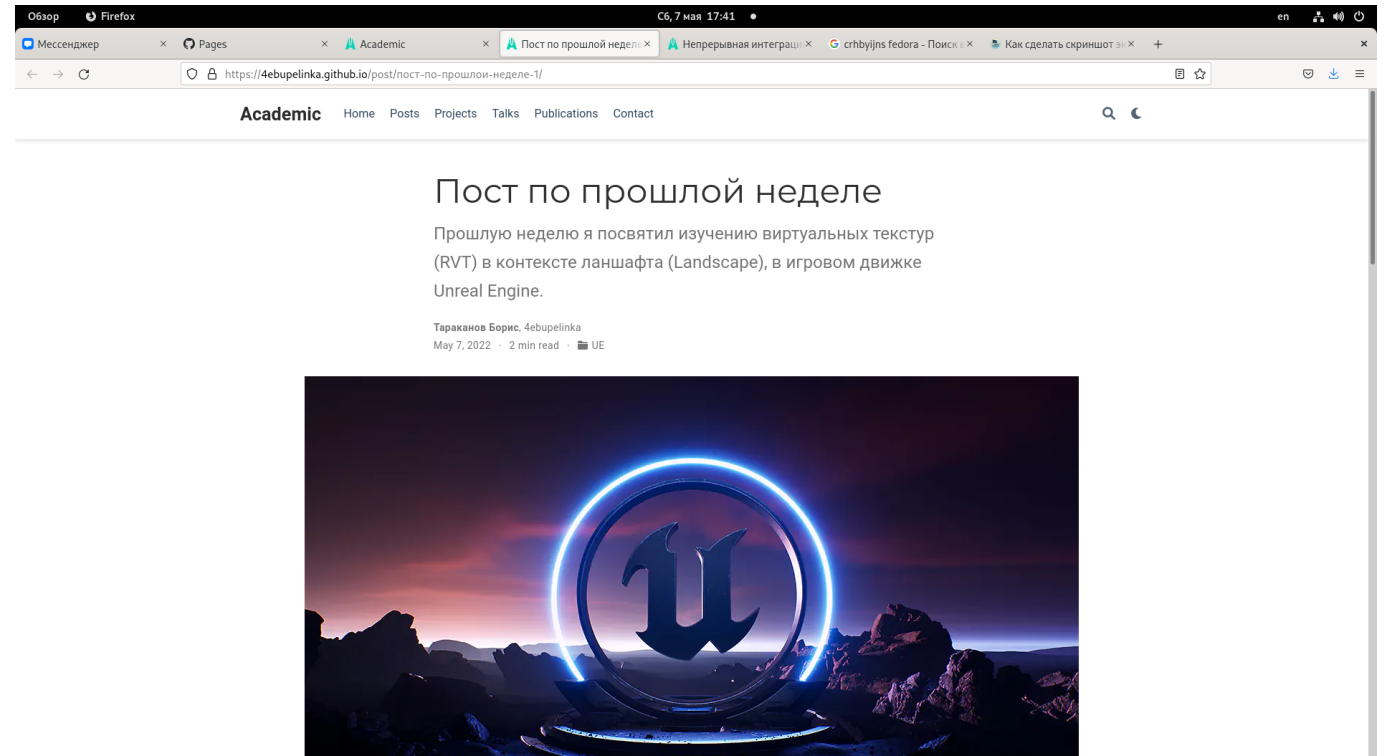 Обзор Firefox Сб, 7 мая 17:41 en
Мессенджер Pages Academic Пост по прошлой неделе Непрерывная интеграци crhbyijns fedora - Поиск в Как сделать скриншот эк
https://4ebupelinka.github.io/post/пост-по-прошлои-неделе-1/
Academic Home Posts Projects Talks Publications Contact
Пост по прошлой неделе
Прошлую неделю я посвятил изучению виртуальных текстур
(RVT) в контексте ланшафта (Landscape), в игровом движке
Unreal Engine.
Тараканов Борис, 4ebupelinka
May 7, 2022 · 2 min read · UE